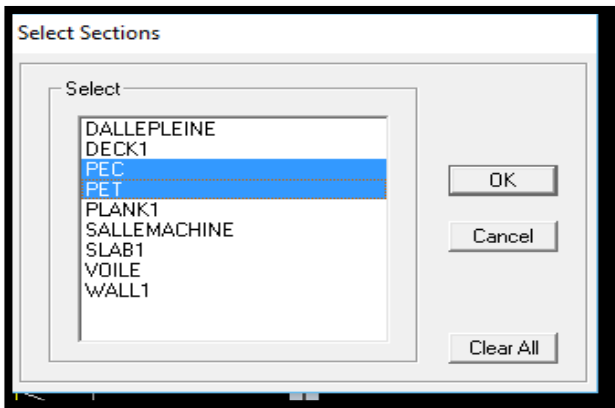 Select Sections
Select
DALLEPLEINE
DECK1
PEC
PET
PLANK1
SALLEMACHINE
SLAB1
VOILE
WALL1
OK
Cancel
Clear All